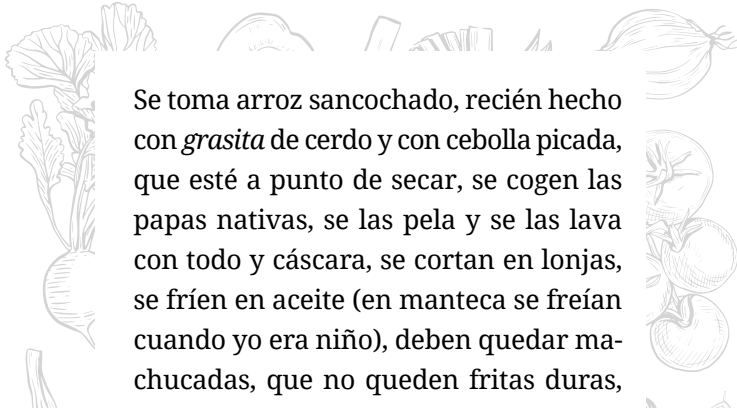 Se toma arroz sancochado, recién hecho
con grasita de cerdo y con cebolla picada,
que esté a punto de secar, se cogen las
papas nativas, se las pela y se las lava
con todo y cáscara, se cortan en lonjas,
se fríen en aceite (en manteca se freían
cuando yo era niño), deben quedar ma-
chucadas, que no queden fritas duras,